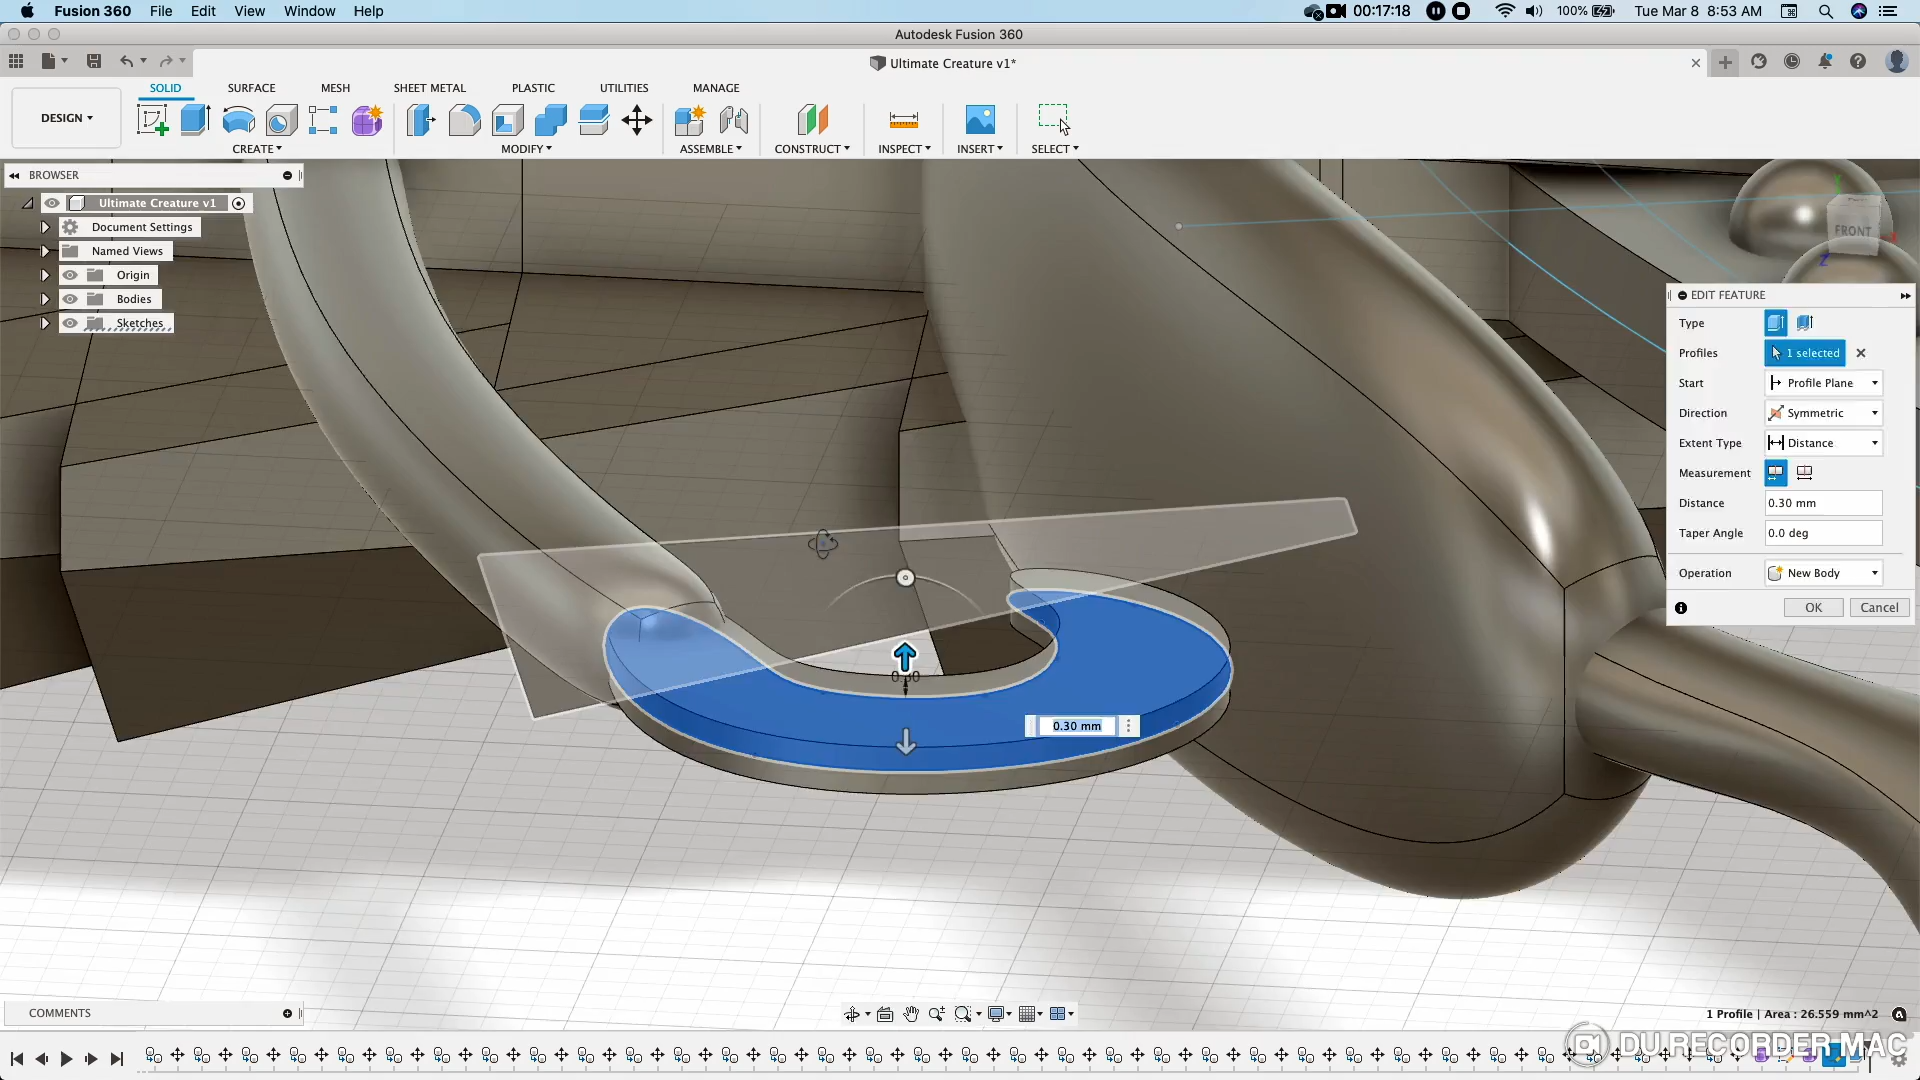 Fusion 360 File Edit View Window Help 00:17:18 100% Tue Mar 8 8:53 AM
Autodesk Fusion 360
Ultimate Creature v1*
SOLID SURFACE MESH SHEET METAL PLASTIC UTILITIES MANAGE
DESIGN
CREATE MODIFY ASSEMBLE CONSTRUCT INSPECT INSERT SELECT
BROWSER
Ultimate Creature v1
Document Settings
Named Views
Origin
Bodies
Sketches
FRONT
EDIT FEATURE
Type
Profiles 1 selected
Start Profile Plane
Direction Symmetric
Extent Type Distance
Measurement
Distance 0.30 mm
Taper Angle 0.0 deg
Operation New Body
OK Cancel
0.30
0.30 mm
COMMENTS
1 Profile | Area : 26.559 mm^2
DU RECORDER MAC